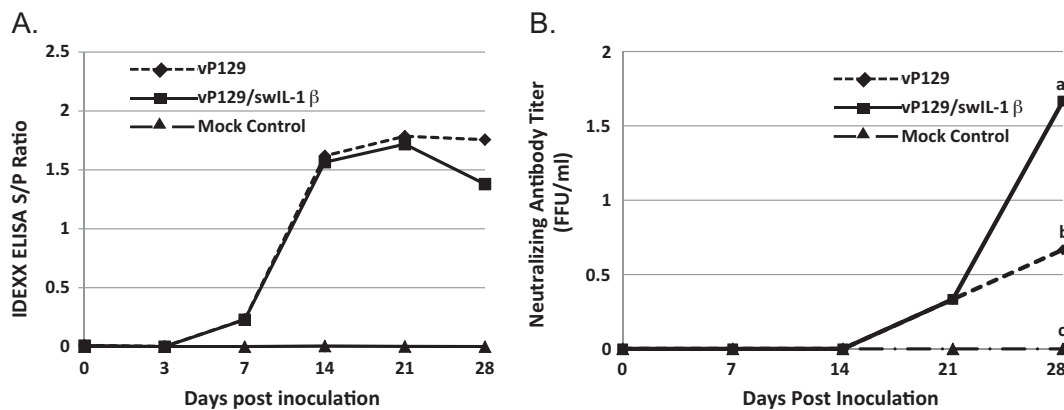 A.
2.5
2
1.5
1
0.5
0
IDEXX ELISA S/P Ratio
vP129
vP129/swIL-1 β
Mock Control
0 3 7 14 21 28
Days post inoculation
B.
2
1.5
1
0.5
0
Neutralizing Antibody Titer
(FFU/ml)
vP129
vP129/swIL-1 β
Mock Control
a
b
c
0 7 14 21 28
Days Post Inoculation